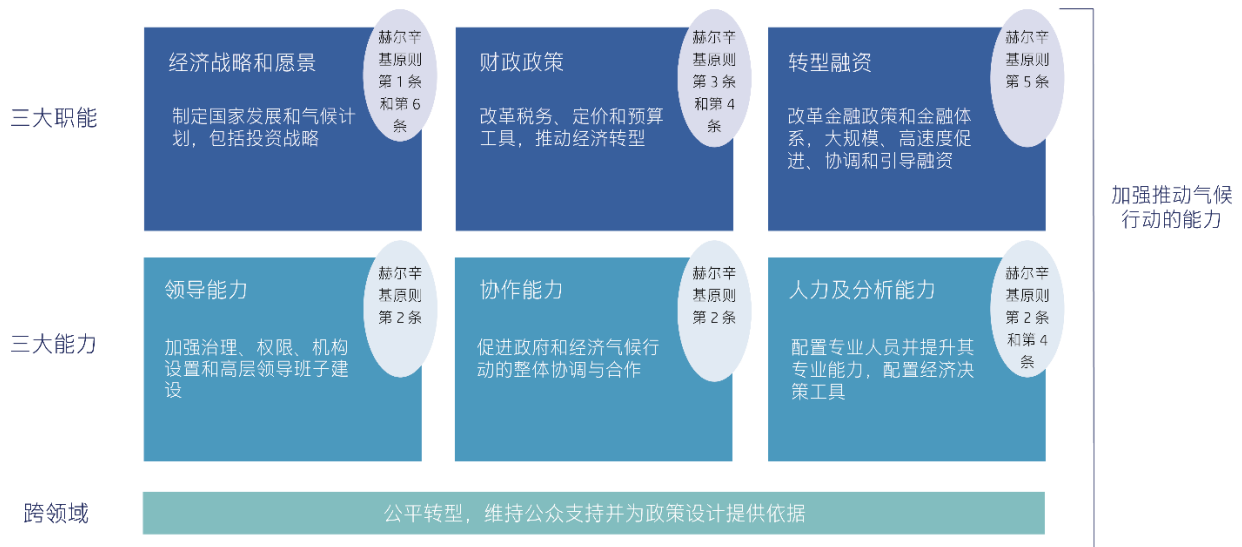 三大职能
经济战略和愿景
制定国家发展和气候计
划，包括投资战略
赫尔辛
基原则
第 1 条
和第 6
条
财政政策
改革税务、定价和预算
工具，推动经济转型
赫尔辛
基原则
第 3 条
和第 4
条
转型融资
改革金融政策和金融体
系，大规模、高速度促
进、协调和引导融资
赫尔辛
基原则
第 5 条
三大能力
领导能力
加强治理、权限、机构
设置和高层领导班子建
设
赫尔辛
基原则
第 2 条
协作能力
促进政府和经济气候行
动的整体协调与合作
赫尔辛
基原则
第 2 条
人力及分析能力
配置专业人员并提升其
专业能力，配置经济决
策工具
赫尔辛
基原则
第 2 条
和第 4
条
跨领域
公平转型，维持公众支持并为政策设计提供依据
加强推动气候
行动的能力